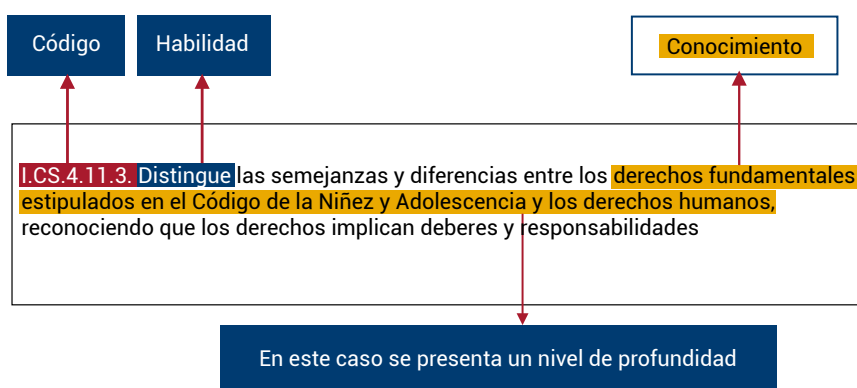 Código
Habilidad
Conocimiento
I.CS.4.11.3. Distingue las semejanzas y diferencias entre los derechos fundamentales
estipulados en el Código de la Niñez y Adolescencia y los derechos humanos,
reconociendo que los derechos implican deberes y responsabilidades
En este caso se presenta un nivel de profundidad